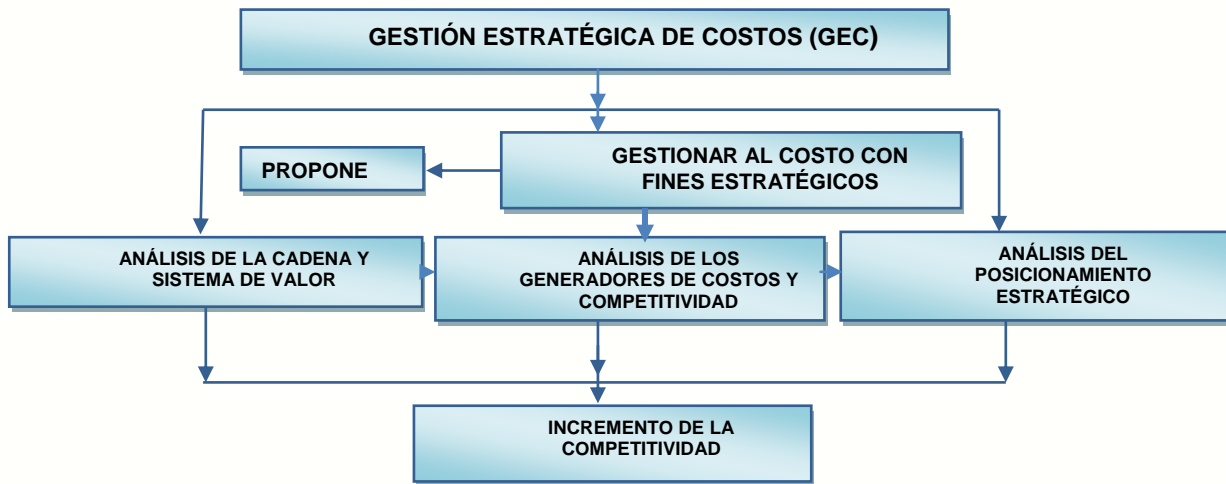 GESTIÓN ESTRATÉGICA DE COSTOS (GEC)
GESTIONAR AL COSTO CON
FINES ESTRATÉGICOS
PROPONE
ANÁLISIS DE LA CADENA Y
SISTEMA DE VALOR
ANÁLISIS DE LOS
GENERADORES DE COSTOS Y
COMPETITIVIDAD
ANÁLISIS DEL
POSICIONAMIENTO
ESTRATÉGICO
INCREMENTO DE LA
COMPETITIVIDAD